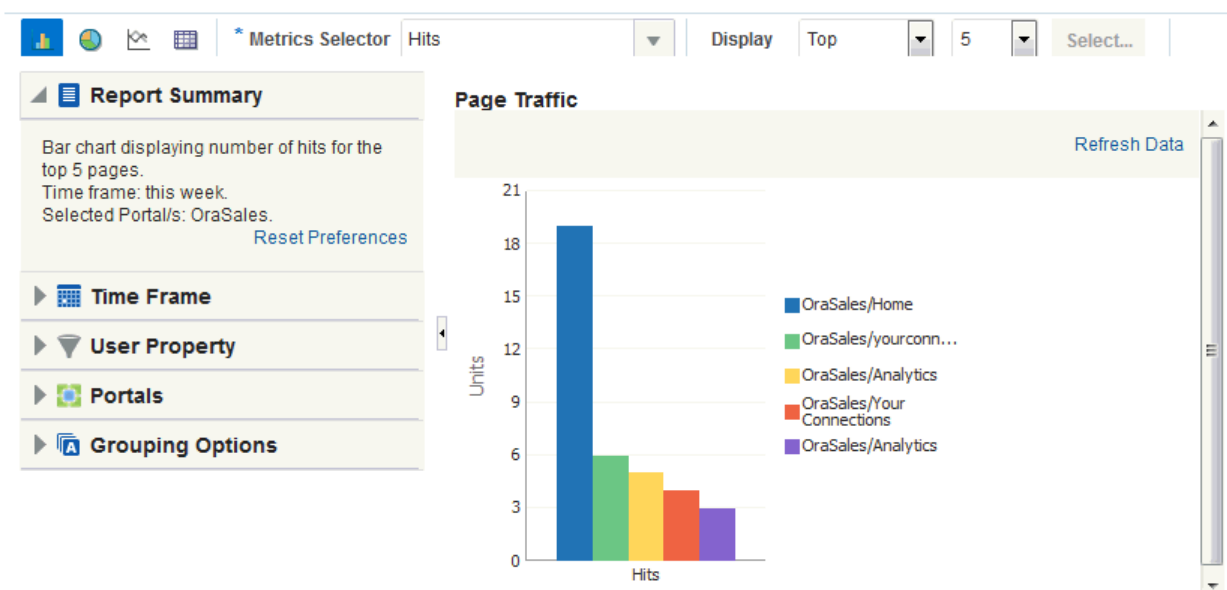 * Metrics Selector Hits Display Top 5 Select...
Report Summary
Bar chart displaying number of hits for the
top 5 pages.
Time frame: this week.
Selected Portal/s: OraSales.
Reset Preferences
Time Frame
User Property
Portals
Grouping Options
Page Traffic
Refresh Data
21
18
15
12
9
6
3
0
Units
Hits
OraSales/Home
OraSales/yourconn...
OraSales/Analytics
OraSales/Your
Connections
OraSales/Analytics